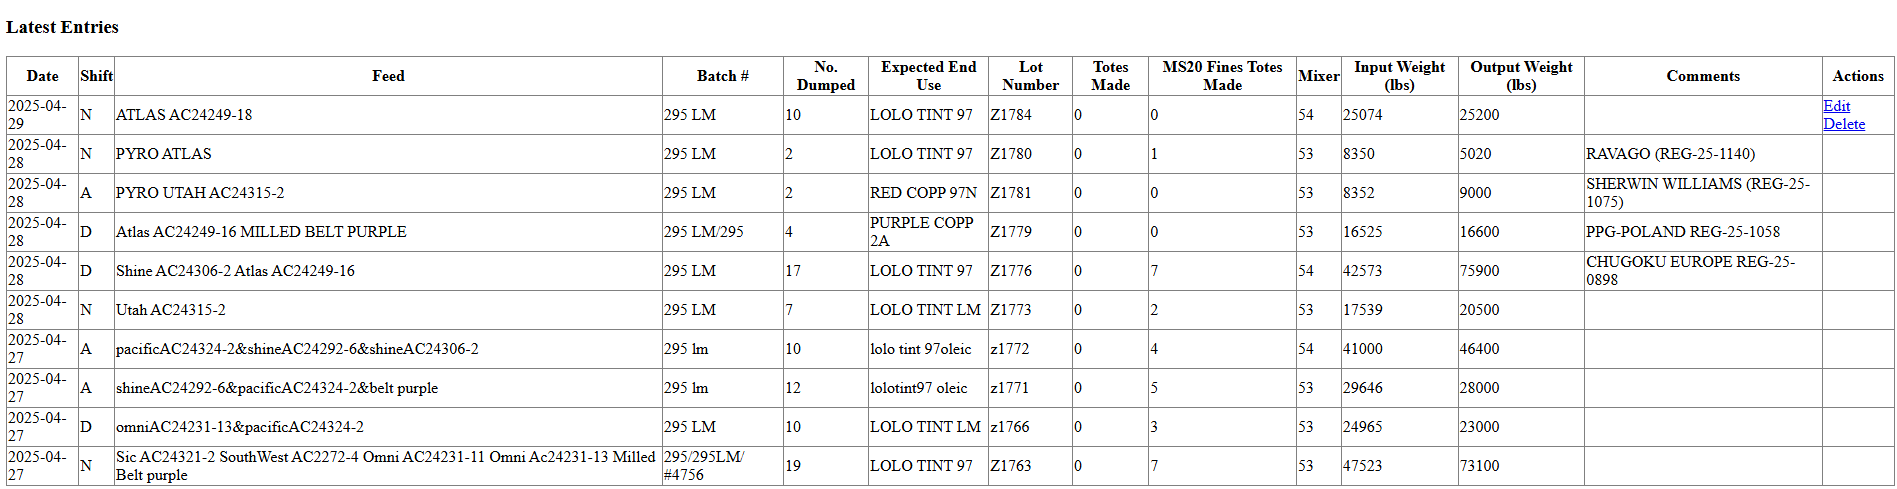 Latest Entries
Date Shift Feed Batch # No. Dumped Expected End Use Lot Number Totes Made MS20 Fines Totes Made Mixer Input Weight (lbs) Output Weight (lbs) Comments Actions
2025-04-29 N ATLAS AC24249-18 295 LM 10 LOLO TINT 97 Z1784 0 0 54 25074 25200 Edit Delete
2025-04-28 N PYRO ATLAS 295 LM 2 LOLO TINT 97 Z1780 0 1 53 8350 5020 RAVAGO (REG-25-1140)
2025-04-28 A PYRO UTAH AC24315-2 295 LM 2 RED COPP 97N Z1781 0 0 53 8352 9000 SHERWIN WILLIAMS (REG-25-1075)
2025-04-28 D Atlas AC24249-16 MILLED BELT PURPLE 295 LM/295 4 PURPLE COPP 2A Z1779 0 0 53 16525 16600 PPG-POLAND REG-25-1058
2025-04-28 D Shine AC24306-2 Atlas AC24249-16 295 LM 17 LOLO TINT 97 Z1776 0 7 54 42573 75900 CHUGOKU EUROPE REG-25-0898
2025-04-28 N Utah AC24315-2 295 LM 7 LOLO TINT LM Z1773 0 2 53 17539 20500
2025-04-27 A pacificAC24324-2&shineAC24292-6&shineAC24306-2 295 lm 10 lolo tint 97oleic z1772 0 4 54 41000 46400
2025-04-27 A shineAC24292-6&pacificAC24324-2&belt purple 295 lm 12 lolotint97 oleic z1771 0 5 53 29646 28000
2025-04-27 D omniAC24231-13&pacificAC24324-2 295 LM 10 LOLO TINT LM z1766 0 3 53 24965 23000
2025-04-27 N Sic AC24321-2 SouthWest AC2272-4 Omni AC24231-11 Omni Ac24231-13 Milled Belt purple 295/295LM/#4756 19 LOLO TINT 97 Z1763 0 7 53 47523 73100